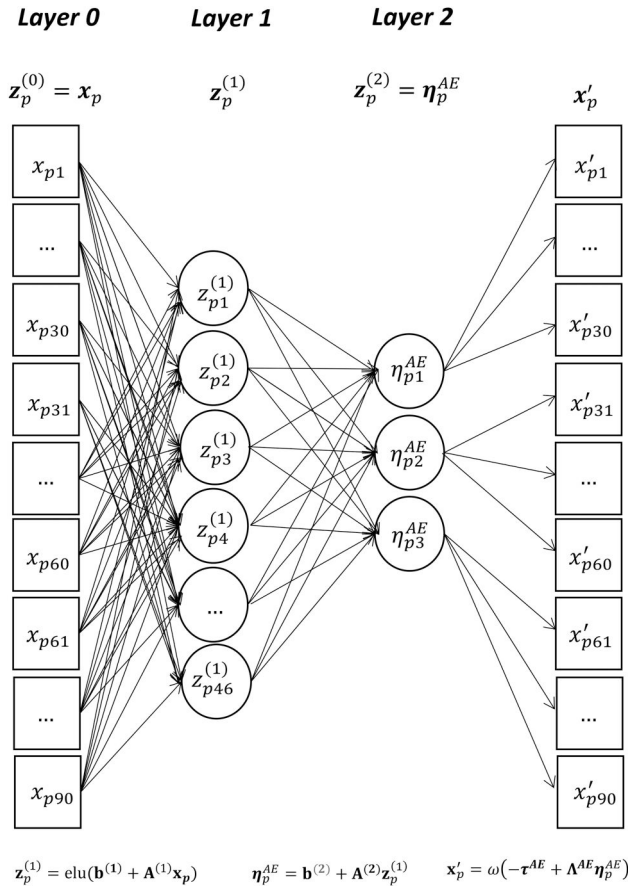 Layer 0 Layer 1 Layer 2
z_p^(0) = x_p z_p^(1) z_p^(2) = η_p^AE x′_p
x_p1 x′_p1
... ...
z_p1^(1)
x_p30 x′_p30
z_p2^(1) η_p1^AE
x_p31 x′_p31
z_p3^(1) η_p2^AE
... ...
z_p4^(1) η_p3^AE
x_p60 x′_p60
...
x_p61 x′_p61
z_p46^(1)
... ...
x_p90 x′_p90
z_p^(1) = elu(b^(1) + A^(1)x_p) η_p^AE = b^(2) + A^(2)z_p^(1) x′_p = ω(−τ^AE + Λ^AE η_p^AE)